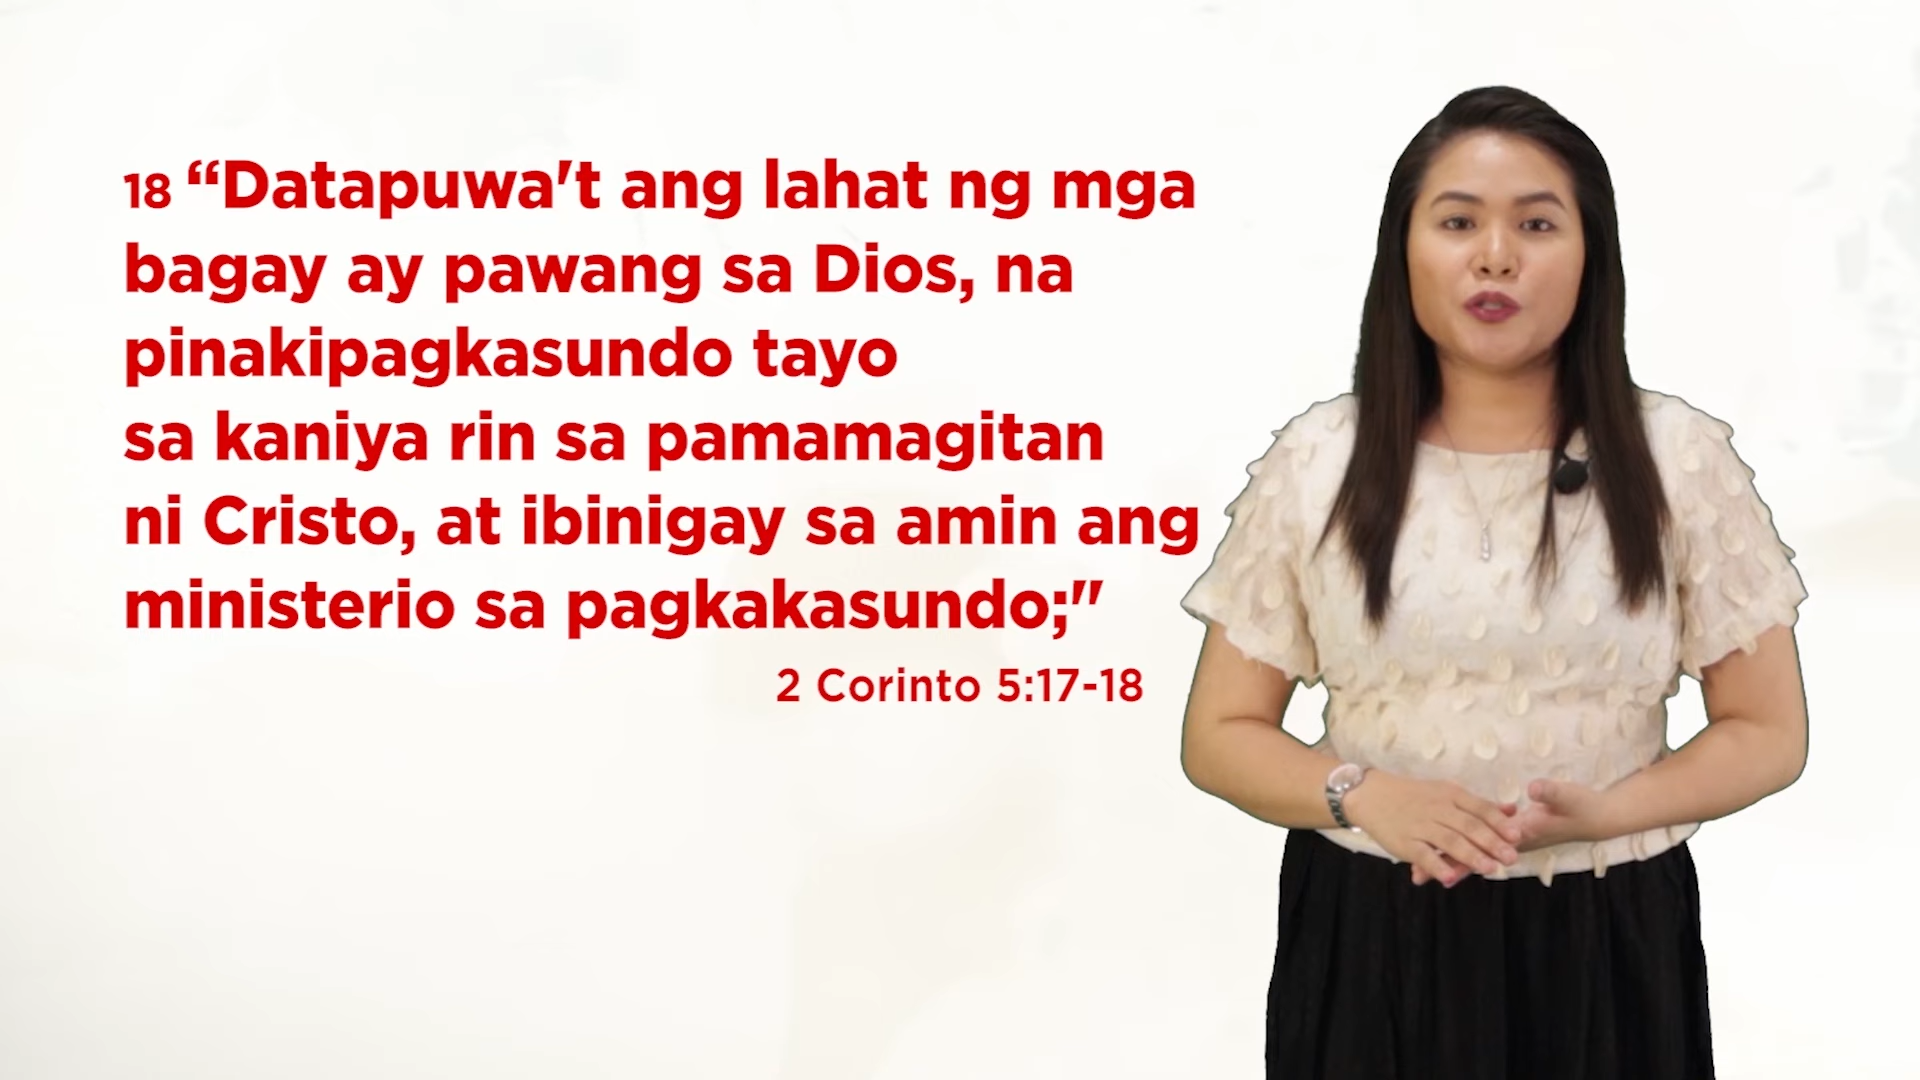 18 “Datapuwa't ang lahat ng mga
bagay ay pawang sa Dios, na
pinakipagkasundo tayo
sa kaniya rin sa pamamagitan
ni Cristo, at ibinigay sa amin ang
ministerio sa pagkakasundo;"
2 Corinto 5:17-18